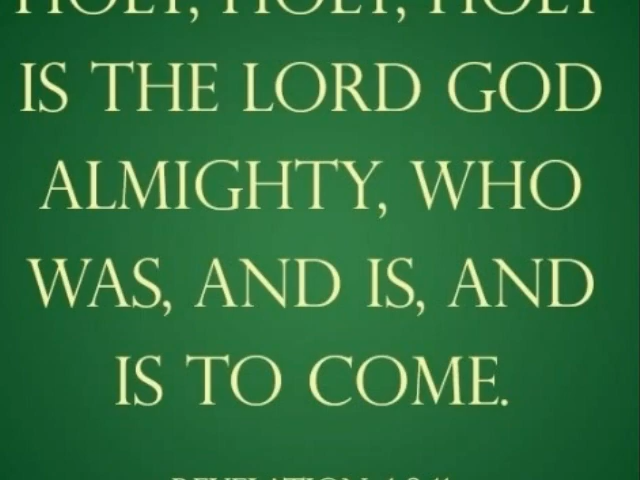 HOLY, HOLY, HOLY
IS THE LORD GOD
ALMIGHTY, WHO
WAS, AND IS, AND
IS TO COME.
REVELATION 4:8